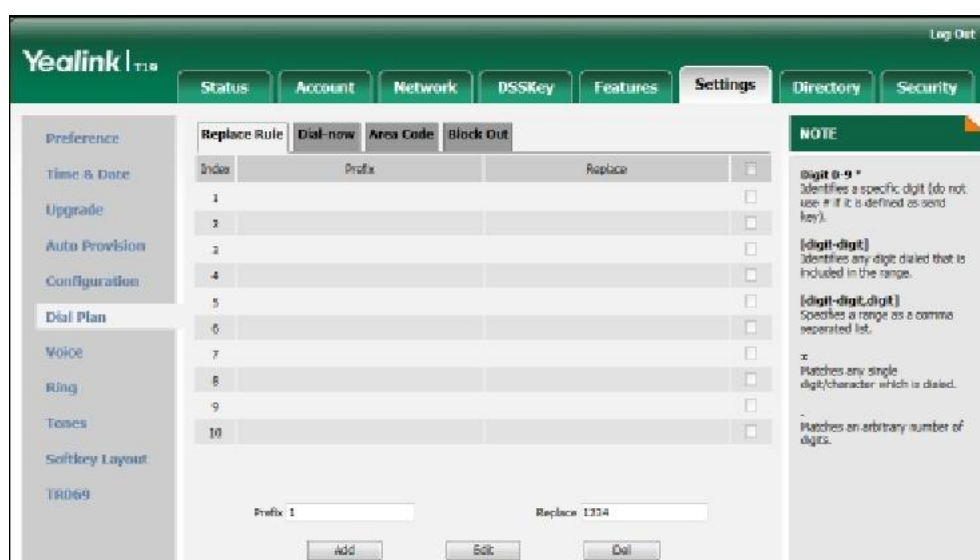 Log Out
Yealink
Status Account Network DSSKey Features Settings Directory Security
Preference
Time & Date
Upgrade
Auto Provision
Configuration
Dial Plan
Voice
Ring
Tones
Softkey Layout
TR069
Replace Rule Dial-now Area Code Block Out
Index Prefix Replace
1
2
3
4
5
6
7
8
9
10
Prefix 1 Replace 1234
Add Edit Del
NOTE
Digit 0-9 *
Identifies a specific digit (do not
use # if it is defined as send
key).
[digit-digit]
Identifies any digit dialed that is
included in the range.
[digit-digit,digit]
Specifies a range as a comma
separated list.
x
Matches any single
digit/character which is dialed.
.
Matches an arbitrary number of
digits.